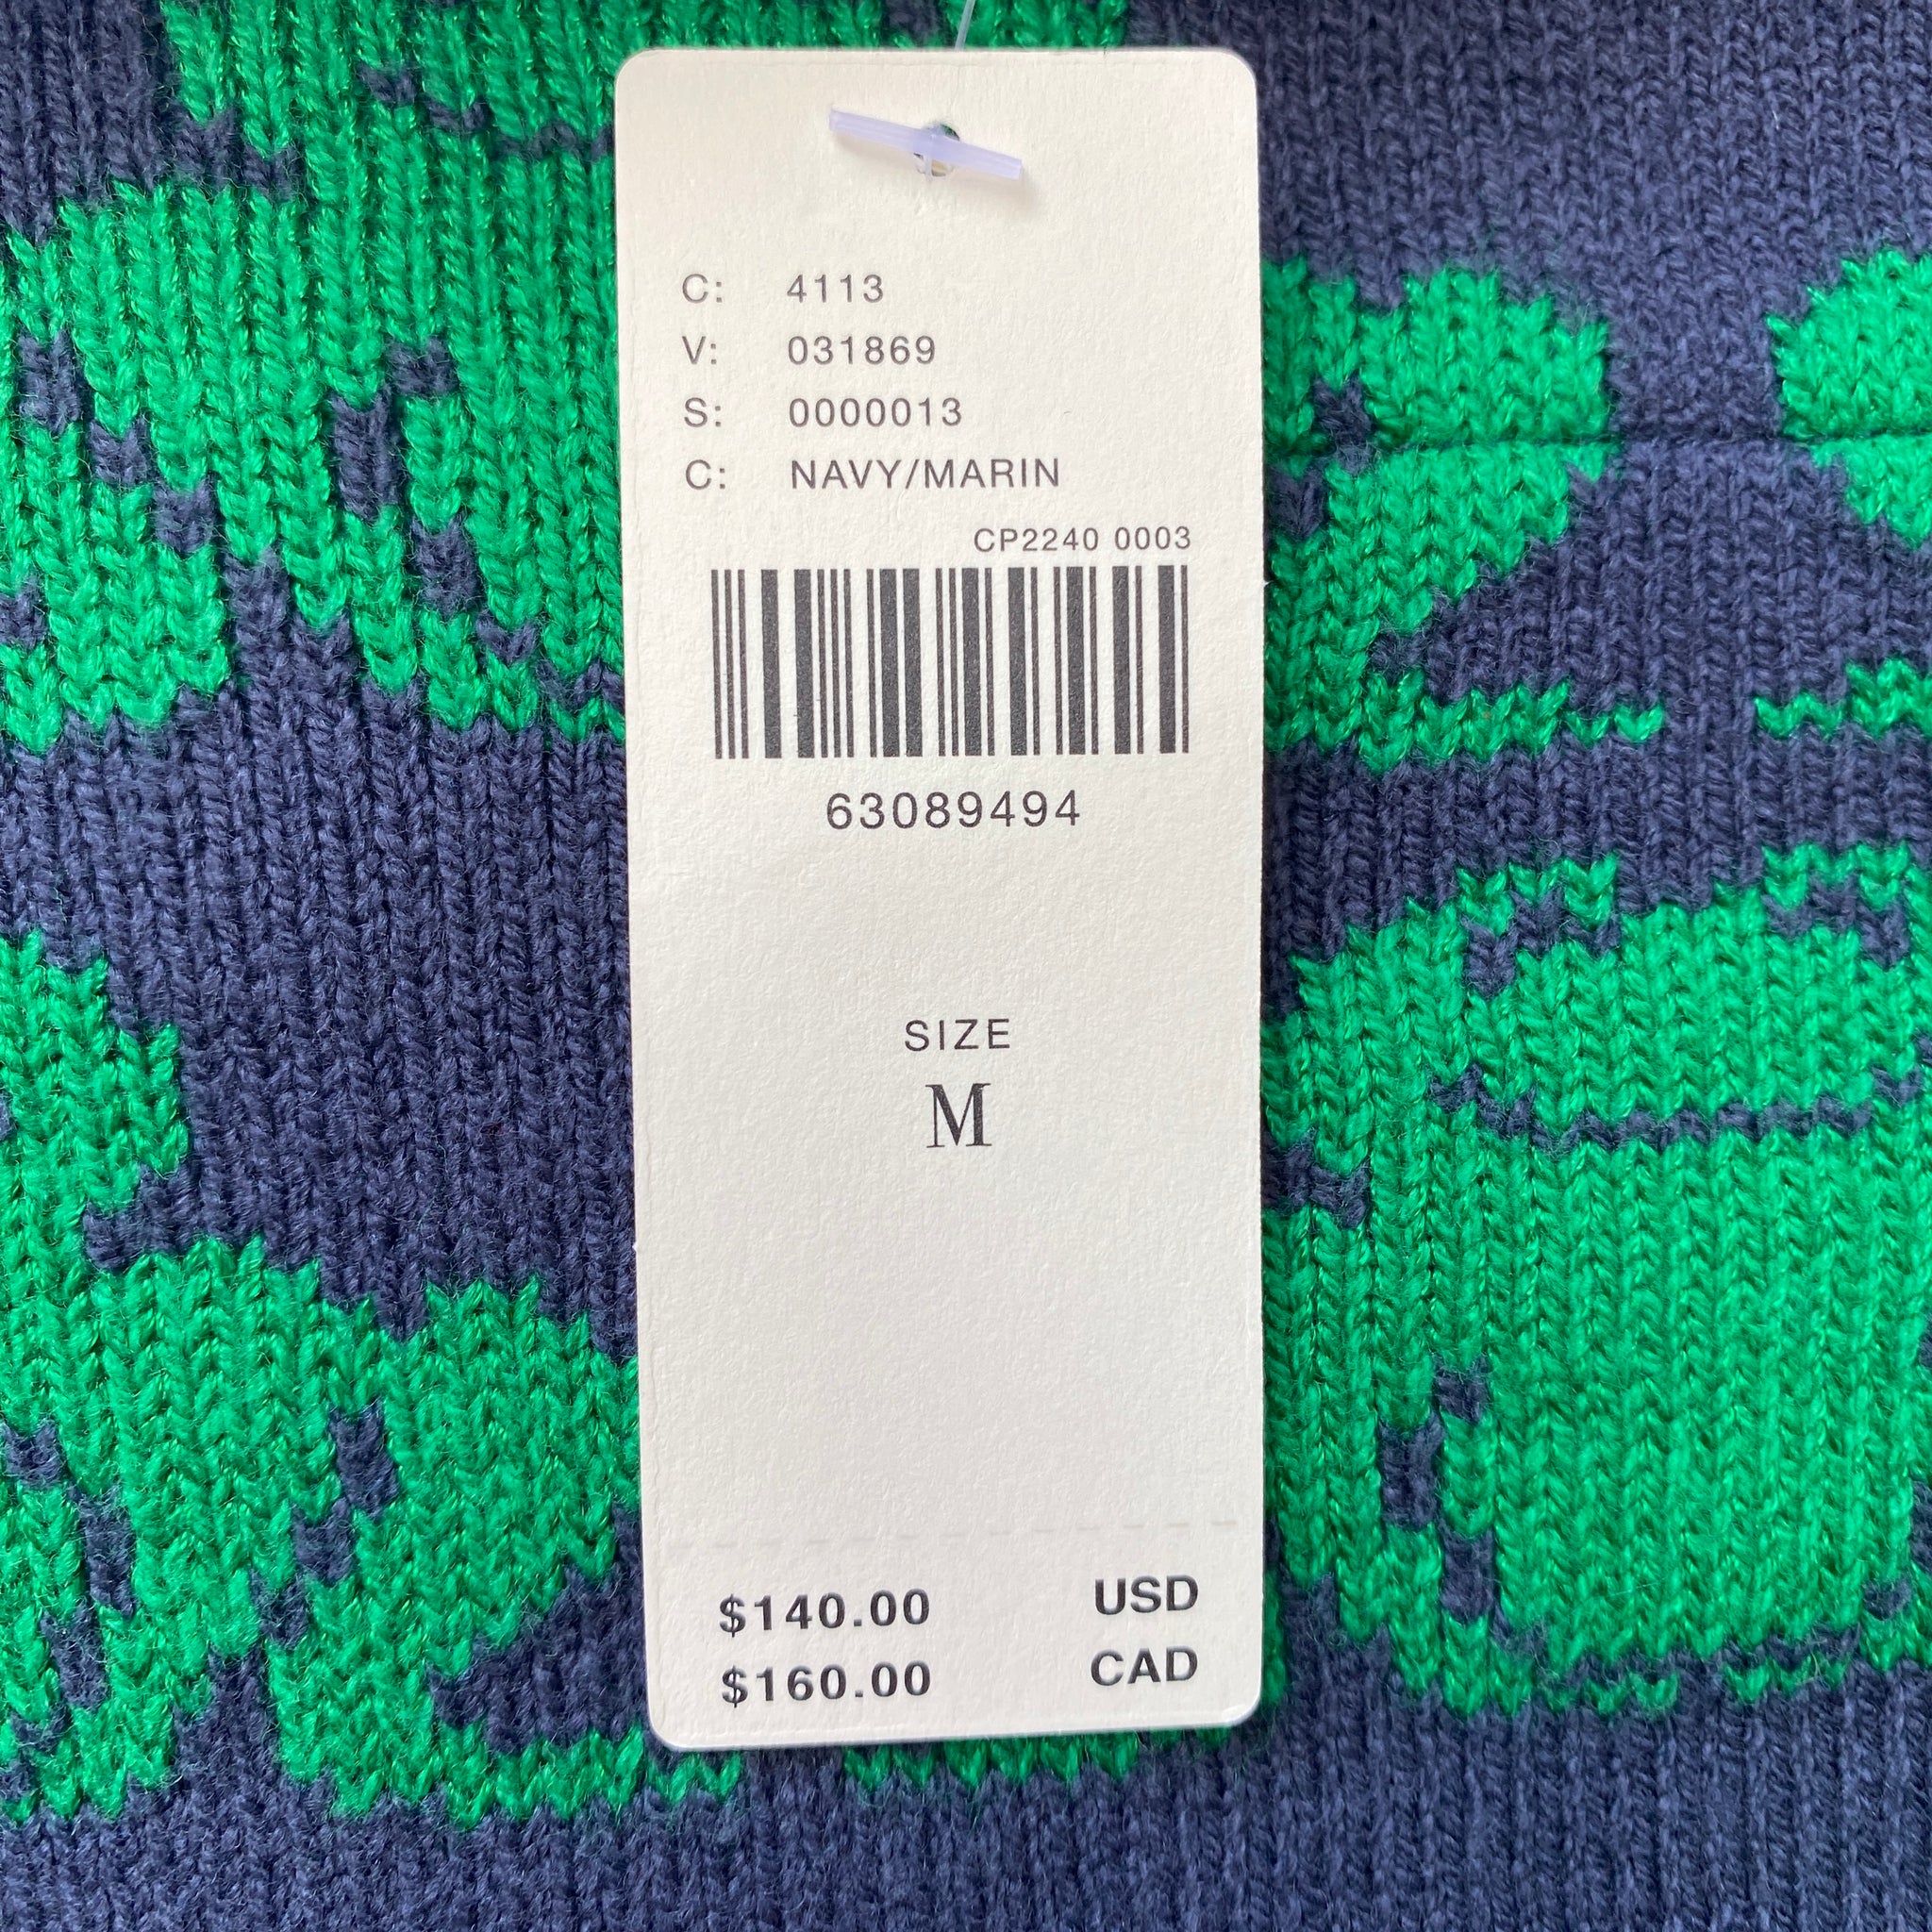 C: 4113
V: 031869
S: 0000013
C: NAVY/MARIN
CP2240 0003
63089494
SIZE
M
$140.00 USD
$160.00 CAD